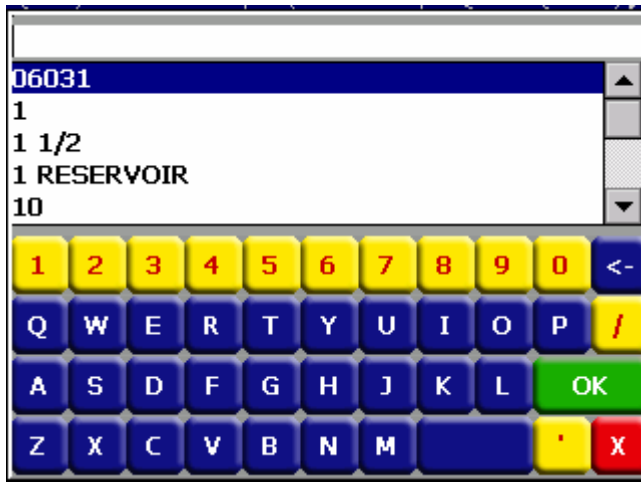 06031
1
1 1/2
1 RESERVOIR
10
1 2 3 4 5 6 7 8 9 0 <-
Q W E R T Y U I O P /
A S D F G H J K L OK
Z X C V B N M ' X